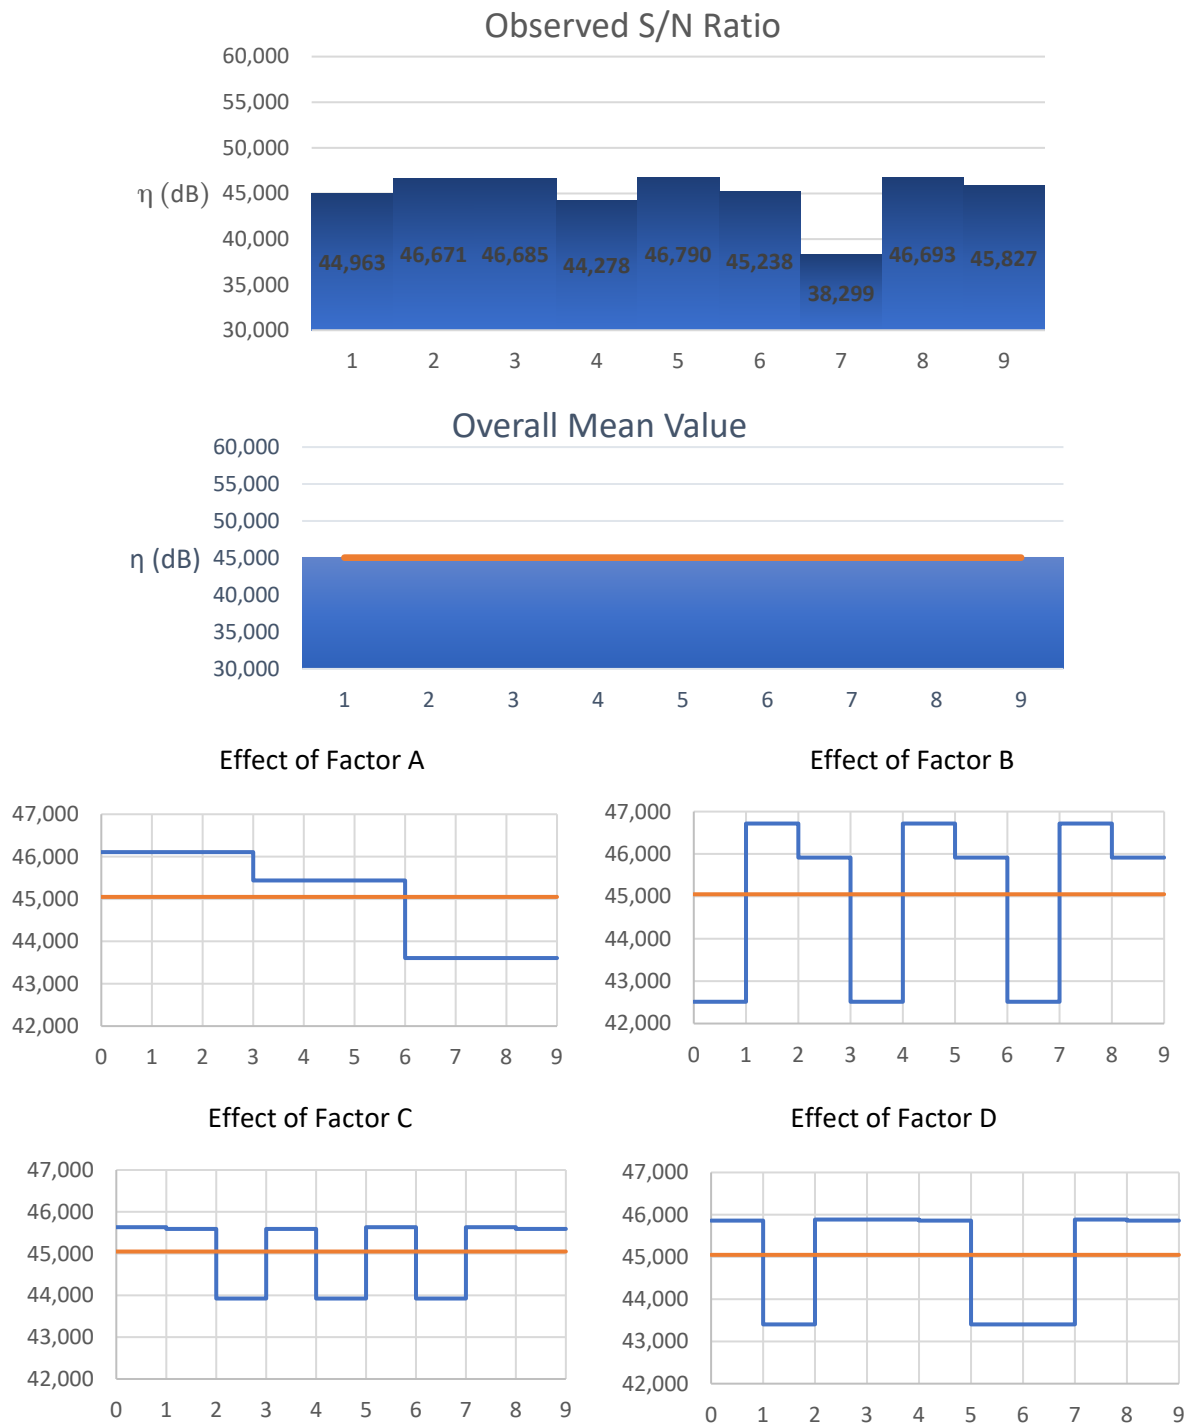 Observed S/N Ratio
60,000
55,000
50,000
η (dB) 45,000
40,000
35,000
30,000
44,963 46,671 46,685 44,278 46,790 45,238 38,299 46,693 45,827
1 2 3 4 5 6 7 8 9
Overall Mean Value
60,000
55,000
50,000
η (dB) 45,000
40,000
35,000
30,000
1 2 3 4 5 6 7 8 9
Effect of Factor A
47,000
46,000
45,000
44,000
43,000
42,000
0 1 2 3 4 5 6 7 8 9
Effect of Factor B
47,000
46,000
45,000
44,000
43,000
42,000
0 1 2 3 4 5 6 7 8 9
Effect of Factor C
47,000
46,000
45,000
44,000
43,000
42,000
0 1 2 3 4 5 6 7 8 9
Effect of Factor D
47,000
46,000
45,000
44,000
43,000
42,000
0 1 2 3 4 5 6 7 8 9